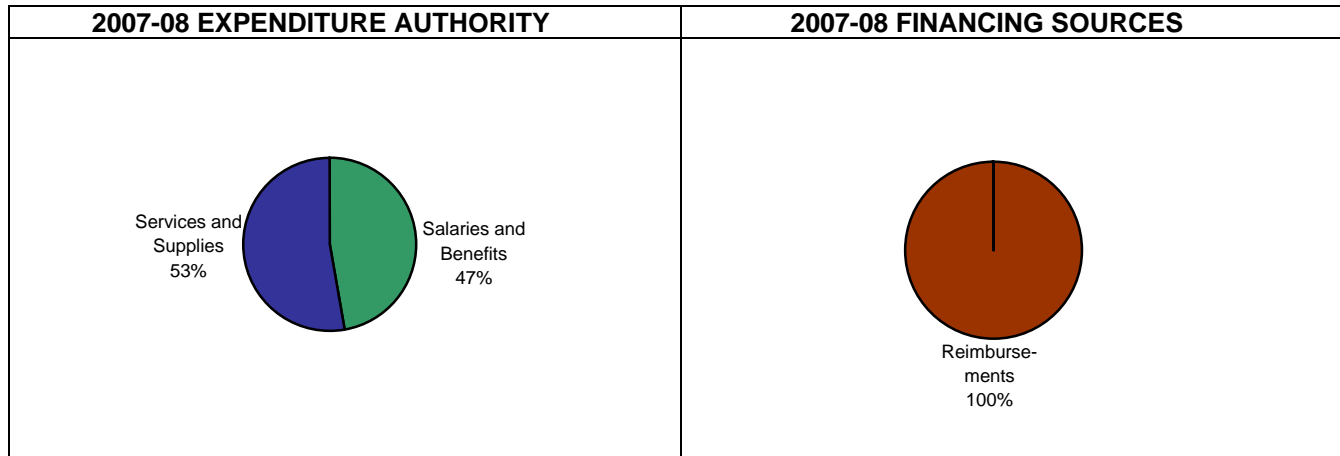 2007-08 EXPENDITURE AUTHORITY
Services and
Supplies
53%
Salaries and
Benefits
47%
2007-08 FINANCING SOURCES
Reimburse-
ments
100%